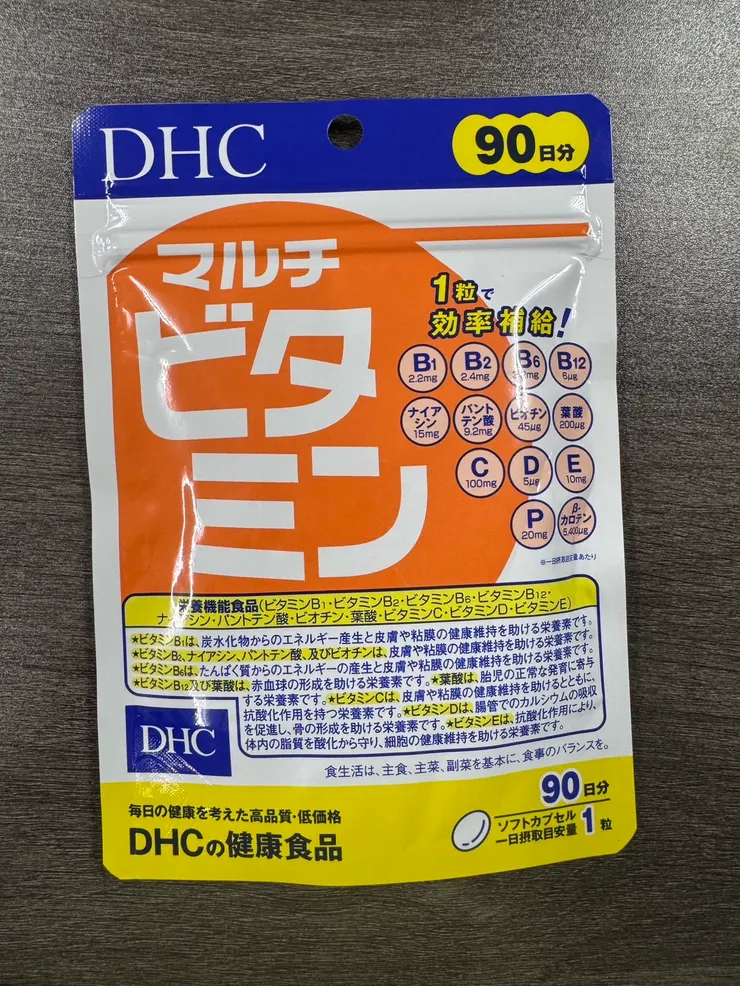 DHC
90日分
マルチ
ビタ
ミン
1粒で
効率補給!
B1 2.2mg
B2 2.4mg
B6
B12 6μg
ナイアシン 15mg
パントテン酸 9.2mg
ビオチン 45μg
葉酸 200μg
C 100mg
D 5μg
E 10mg
P 20mg
β-カロテン 5,400μg
※一日摂取目安量あたり
栄養機能食品(ビタミンB1・ビタミンB2・ビタミンB6・ビタミンB12・
ナイアシン・パントテン酸・ビオチン・葉酸・ビタミンC・ビタミンD・ビタミンE)
★ビタミンB1は、炭水化物からのエネルギー産生と皮膚や粘膜の健康維持を助ける栄養素です。
★ビタミンB2、ナイアシン、パントテン酸、及びビオチンは、皮膚や粘膜の健康維持を助ける栄養素です。
★ビタミンB6は、たんぱく質からのエネルギーの産生と皮膚や粘膜の健康維持を助ける栄養素です。
★ビタミンB12及び葉酸は、赤血球の形成を助ける栄養素です。★葉酸は、胎児の正常な発育に寄与
する栄養素です。★ビタミンCは、皮膚や粘膜の健康維持を助けるとともに、
抗酸化作用を持つ栄養素です。★ビタミンDは、腸管でのカルシウムの吸収
を促進し、骨の形成を助ける栄養素です。★ビタミンEは、抗酸化作用により、
体内の脂質を酸化から守り、細胞の健康維持を助ける栄養素です。
DHC
食生活は、主食、主菜、副菜を基本に、食事のバランスを。
毎日の健康を考えた高品質・低価格
DHCの健康食品
90日分
ソフトカプセル
一日摂取目安量 1粒